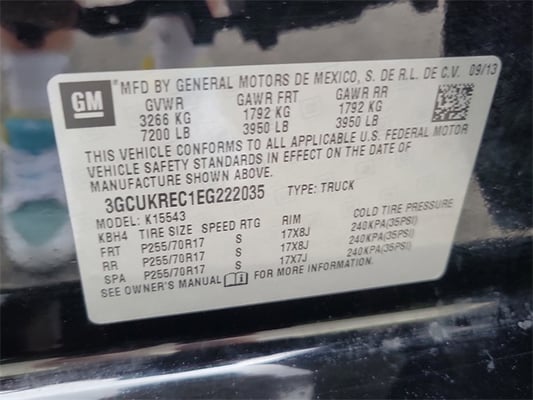 GM
MFD BY GENERAL MOTORS DE MEXICO, S. DE R.L. DE C.V. 09/13
GVWR GAWR FRT GAWR RR
3266 KG 1792 KG 1792 KG
7200 LB 3950 LB 3950 LB
THIS VEHICLE CONFORMS TO ALL APPLICABLE U.S. FEDERAL MOTOR
VEHICLE SAFETY STANDARDS IN EFFECT ON THE DATE OF
MANUFACTURE SHOWN ABOVE.
3GCUKREC1EG222035 TYPE: TRUCK
MODEL: K15543
KBH4 TIRE SIZE SPEED RTG RIM COLD TIRE PRESSURE
FRT P255/70R17 S 17X8J 240KPA(35PSI)
RR P255/70R17 S 17X8J 240KPA(35PSI)
SPA P255/70R17 S 17X7J 240KPA(35PSI)
SEE OWNER'S MANUAL FOR MORE INFORMATION.